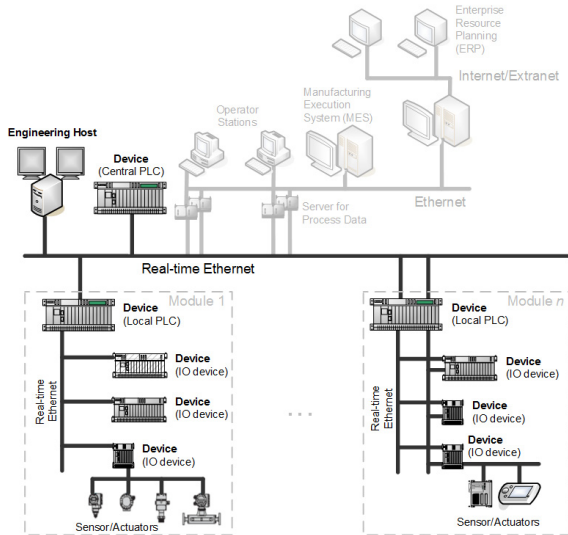 Enterprise
Resource
Planning
(ERP)
Internet/Extranet
Manufacturing
Execution
System (MES)
Operator
Stations
Engineering Host
Device
(Central PLC)
Server for
Process Data
Ethernet
Real-time Ethernet
Module 1
Device
(Local PLC)
Device
(IO device)
Device
(IO device)
Device
(IO device)
Real-time
Ethernet
Sensor/Actuators
...
Module n
Device
(Local PLC)
Device
(IO device)
Device
(IO device)
Device
(IO device)
Real-time
Ethernet
Sensor/Actuators